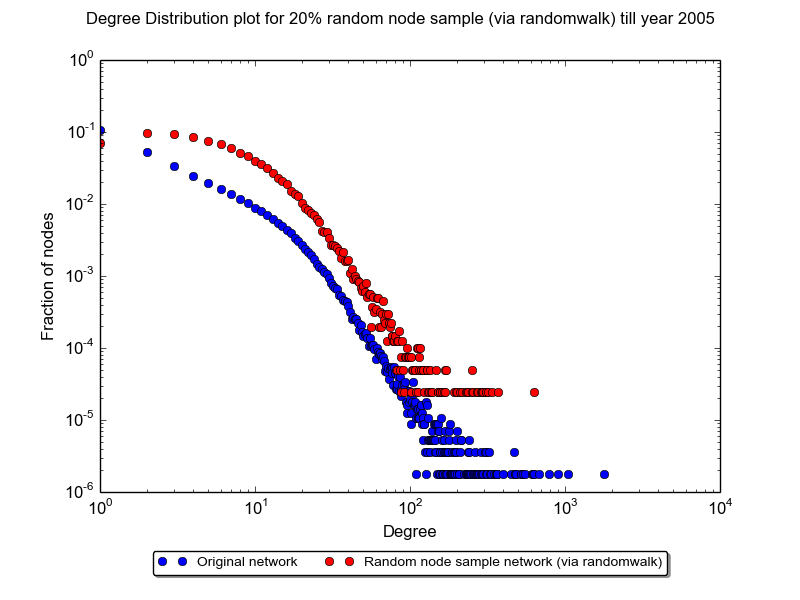 Degree Distribution plot for 20% random node sample (via randomwalk) till year 2005
10^0
10^-1
10^-2
10^-3
10^-4
10^-5
10^-6
Fraction of nodes
10^0 10^1 10^2 10^3 10^4
Degree
Original network Random node sample network (via randomwalk)